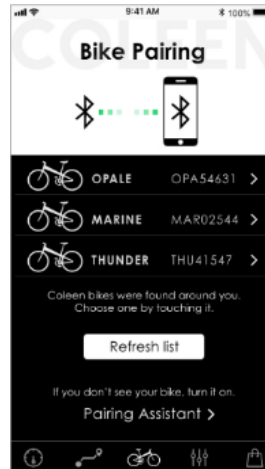 9:41 AM
100%
COLEEN
Bike Pairing
OPALE OPA54631 >
MARINE MAR02544 >
THUNDER THU41547 >
Coleen bikes were found around you.
Choose one by touching it.
Refresh list
If you don't see your bike, turn it on.
Pairing Assistant >